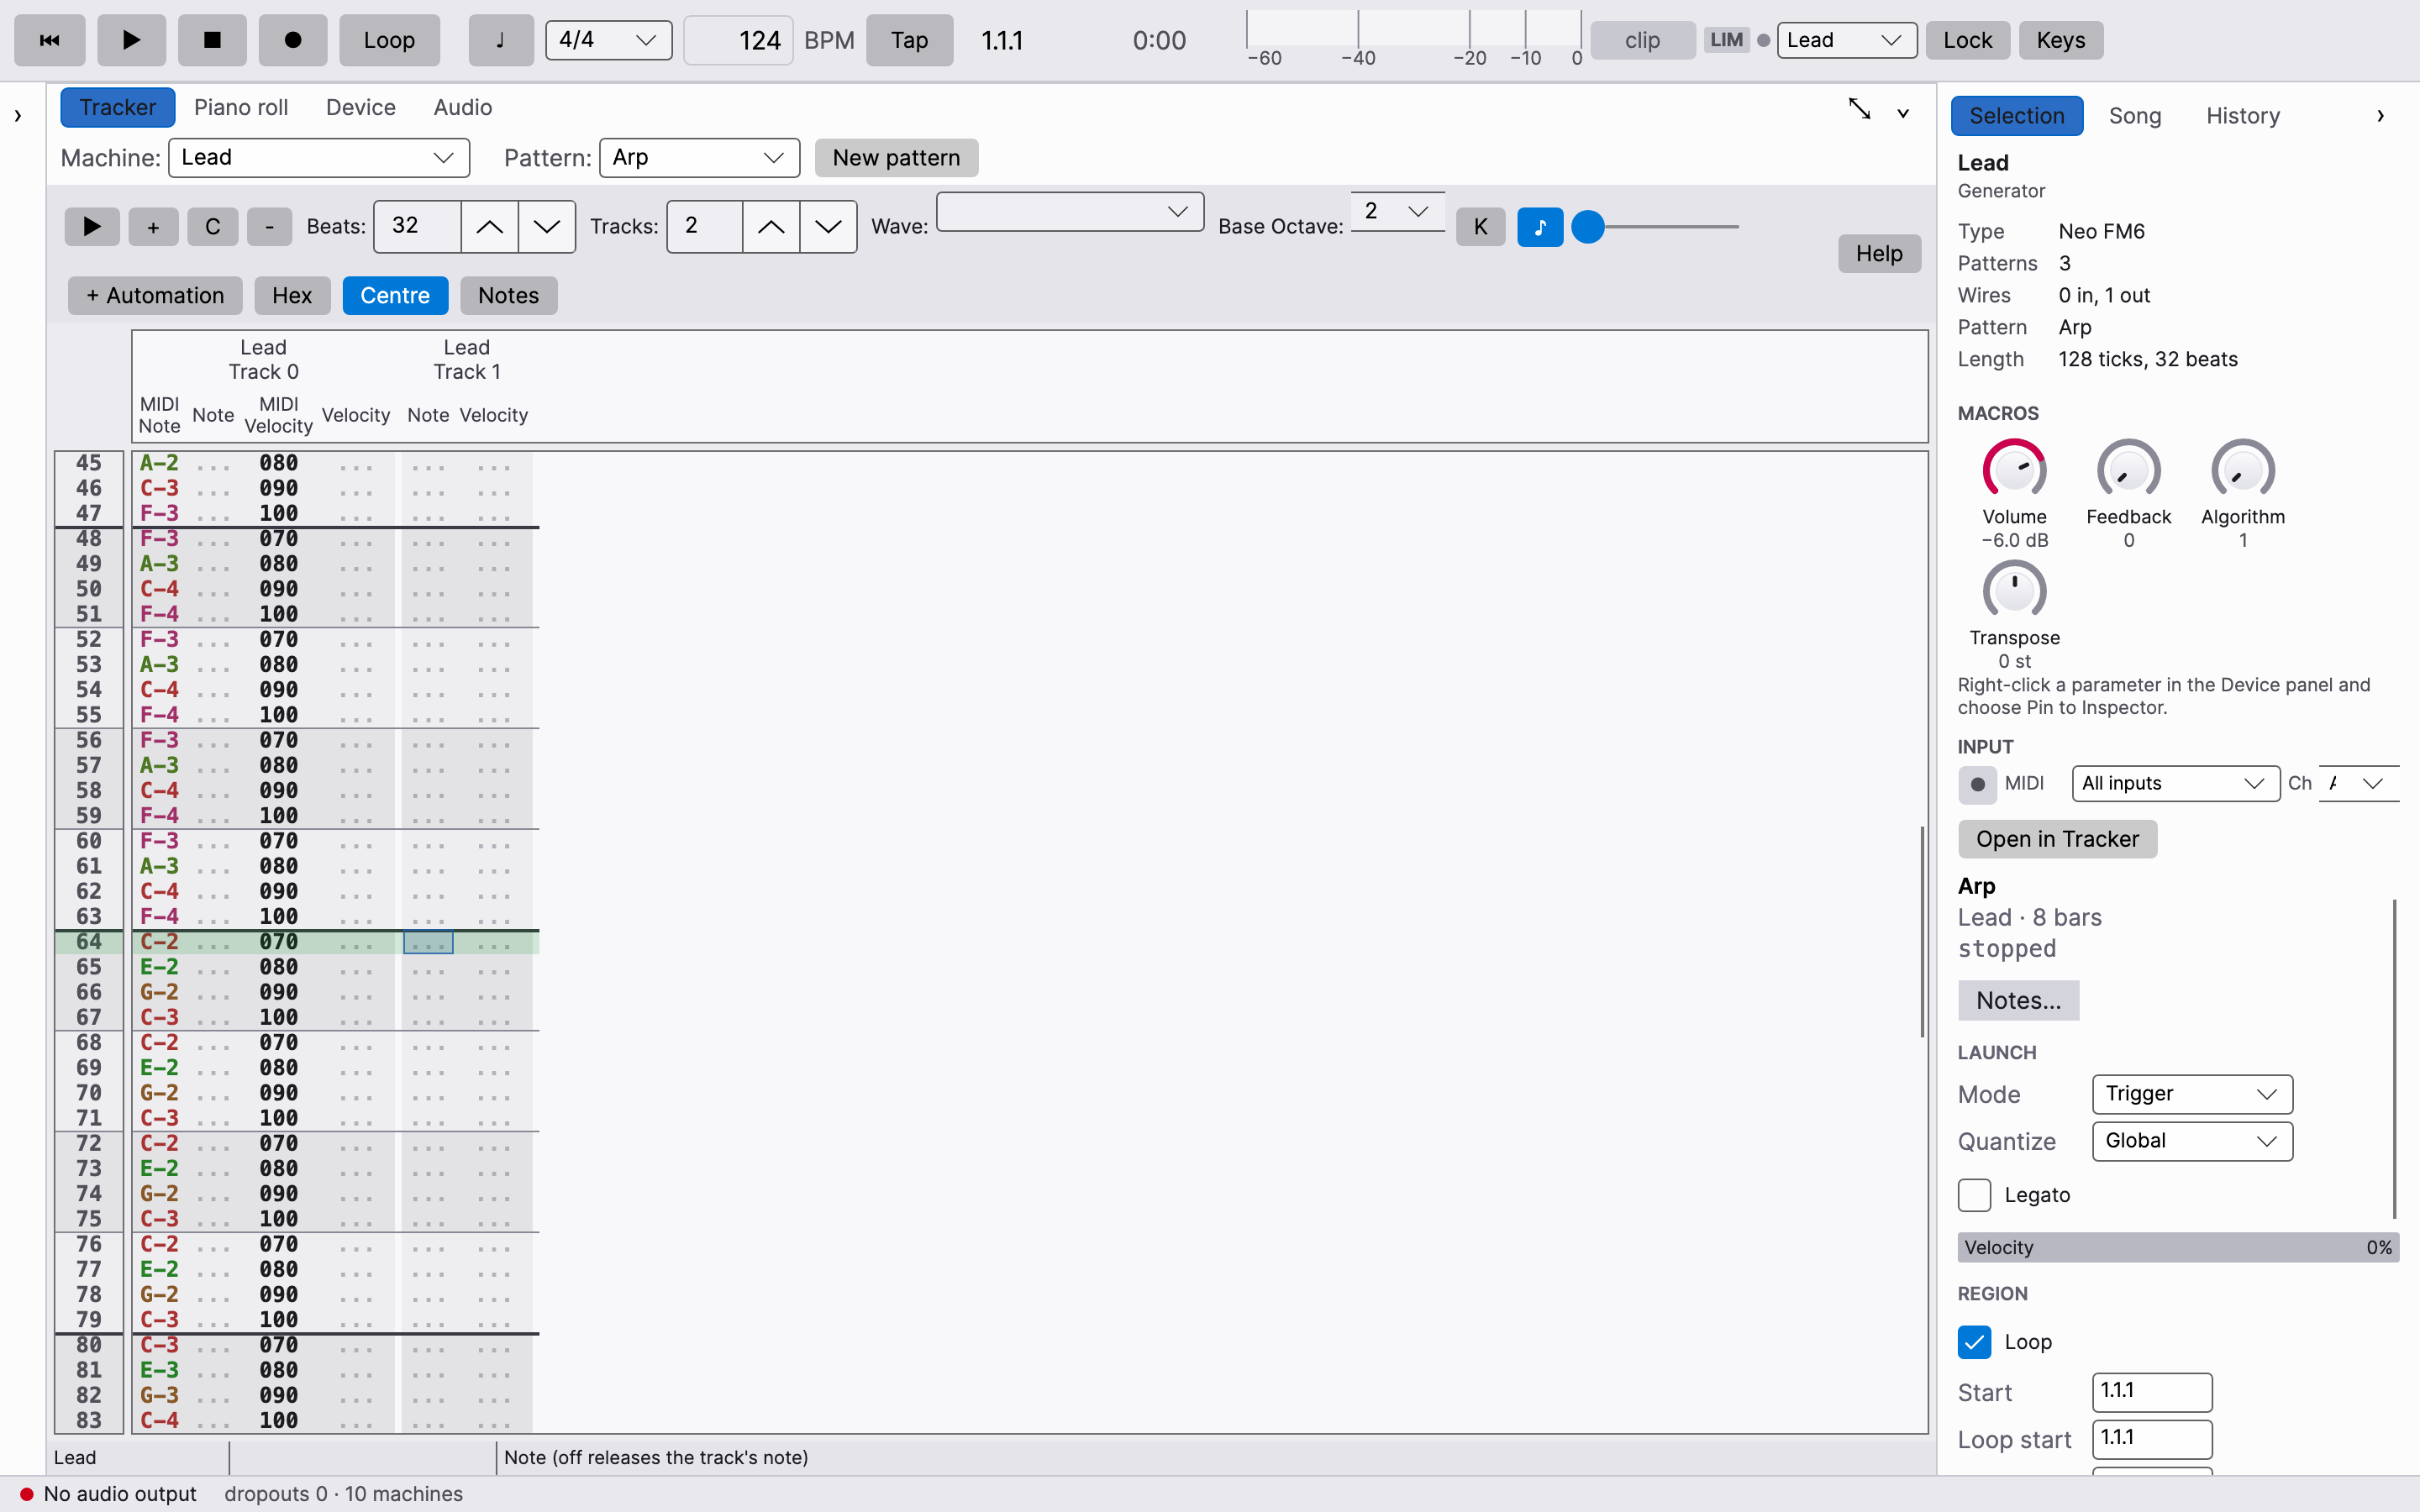 Loop 4/4 124 BPM Tap 1.1.1 0:00 −60 −40 −20 −10 0 clip LIM Lead Lock Keys
Tracker Piano roll Device Audio
Machine: Lead Pattern: Arp New pattern
+ C - Beats: 32 Tracks: 2 Wave: Base Octave: 2 K
Help
+ Automation Hex Centre Notes
Lead Lead
Track 0 Track 1
MIDI Note Note MIDI Velocity Velocity Note Velocity
45 A−2 ... 080 ... ... ...
46 C−3 ... 090 ... ... ...
47 F−3 ... 100 ... ... ...
48 F−3 ... 070 ... ... ...
49 A−3 ... 080 ... ... ...
50 C−4 ... 090 ... ... ...
51 F−4 ... 100 ... ... ...
52 F−3 ... 070 ... ... ...
53 A−3 ... 080 ... ... ...
54 C−4 ... 090 ... ... ...
55 F−4 ... 100 ... ... ...
56 F−3 ... 070 ... ... ...
57 A−3 ... 080 ... ... ...
58 C−4 ... 090 ... ... ...
59 F−4 ... 100 ... ... ...
60 F−3 ... 070 ... ... ...
61 A−3 ... 080 ... ... ...
62 C−4 ... 090 ... ... ...
63 F−4 ... 100 ... ... ...
64 C−2 ... 070 ... ... ...
65 E−2 ... 080 ... ... ...
66 G−2 ... 090 ... ... ...
67 C−3 ... 100 ... ... ...
68 C−2 ... 070 ... ... ...
69 E−2 ... 080 ... ... ...
70 G−2 ... 090 ... ... ...
71 C−3 ... 100 ... ... ...
72 C−2 ... 070 ... ... ...
73 E−2 ... 080 ... ... ...
74 G−2 ... 090 ... ... ...
75 C−3 ... 100 ... ... ...
76 C−2 ... 070 ... ... ...
77 E−2 ... 080 ... ... ...
78 G−2 ... 090 ... ... ...
79 C−3 ... 100 ... ... ...
80 C−3 ... 070 ... ... ...
81 E−3 ... 080 ... ... ...
82 G−3 ... 090 ... ... ...
83 C−4 ... 100 ... ... ...
Lead Note (off releases the track's note)
No audio output dropouts 0 · 10 machines
Selection Song History
Lead
Generator
Type Neo FM6
Patterns 3
Wires 0 in, 1 out
Pattern Arp
Length 128 ticks, 32 beats
MACROS
Volume Feedback Algorithm
−6.0 dB 0 1
Transpose
0 st
Right-click a parameter in the Device panel and
choose Pin to Inspector.
INPUT
MIDI All inputs Ch
Open in Tracker
Arp
Lead · 8 bars
stopped
Notes...
LAUNCH
Mode Trigger
Quantize Global
Legato
Velocity 0%
REGION
Loop
Start 1.1.1
Loop start 1.1.1